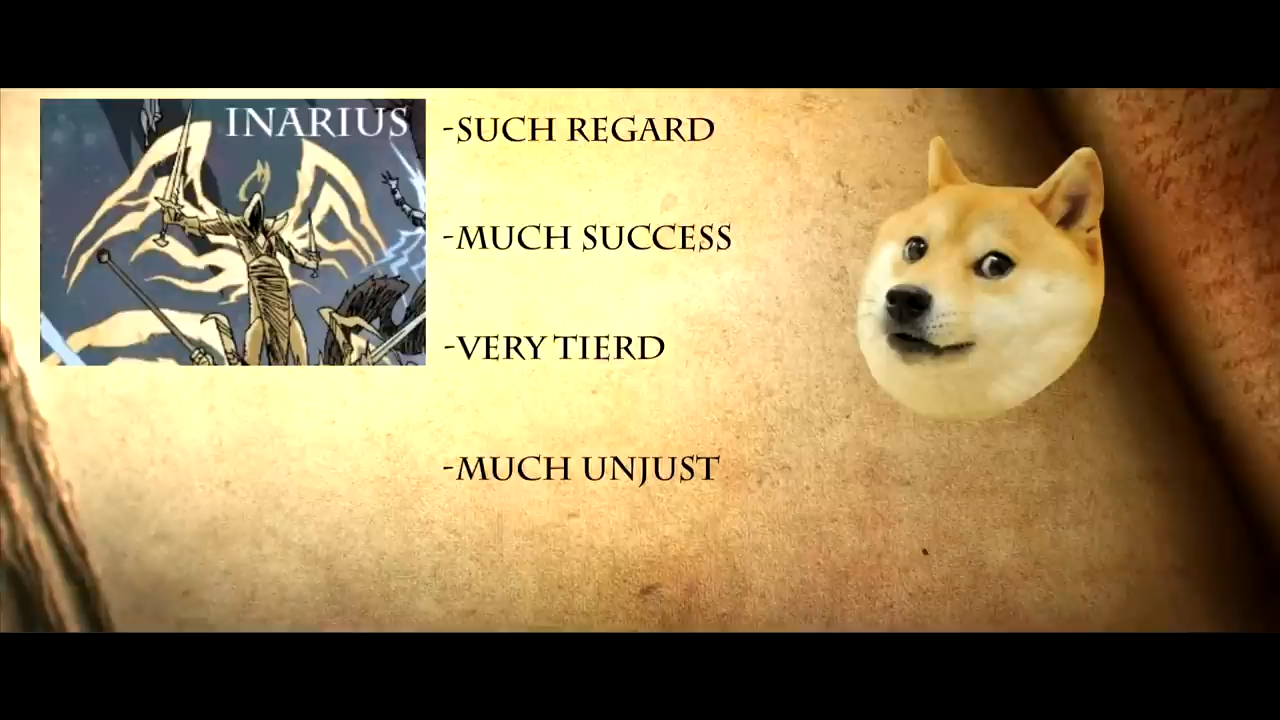 INARIUS
-SUCH REGARD
-MUCH SUCCESS
-VERY TIERD
-MUCH UNJUST